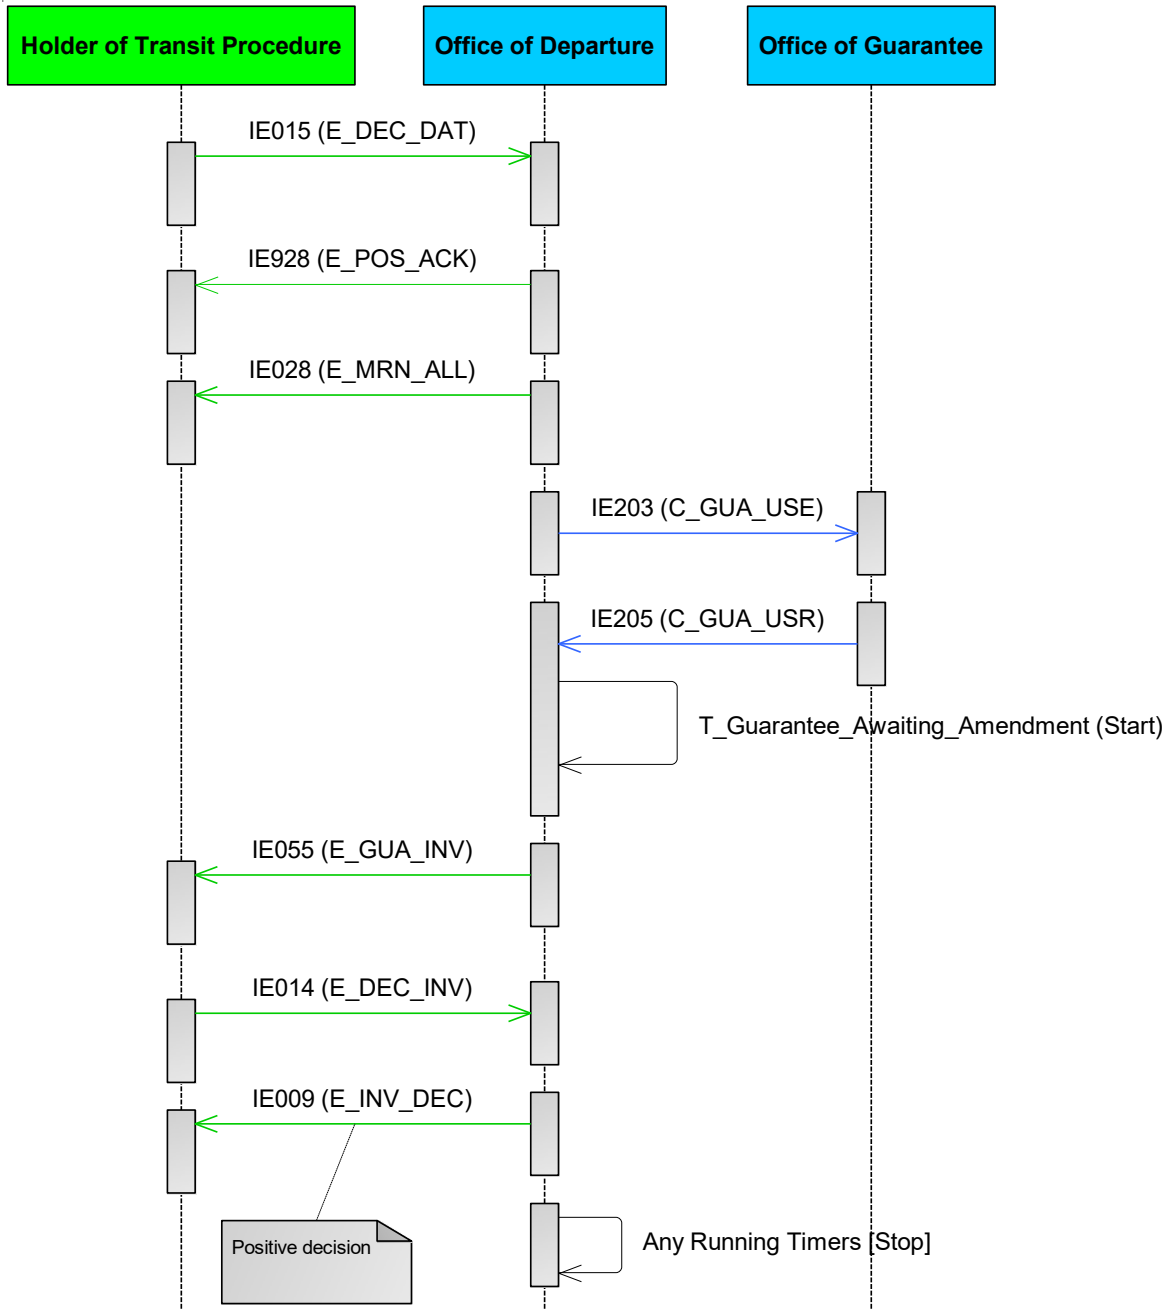 Holder of Transit Procedure
Office of Departure
Office of Guarantee
IE015 (E_DEC_DAT)
IE928 (E_POS_ACK)
IE028 (E_MRN_ALL)
IE203 (C_GUA_USE)
IE205 (C_GUA_USR)
T_Guarantee_Awaiting_Amendment (Start)
IE055 (E_GUA_INV)
IE014 (E_DEC_INV)
IE009 (E_INV_DEC)
Positive decision
Any Running Timers [Stop]